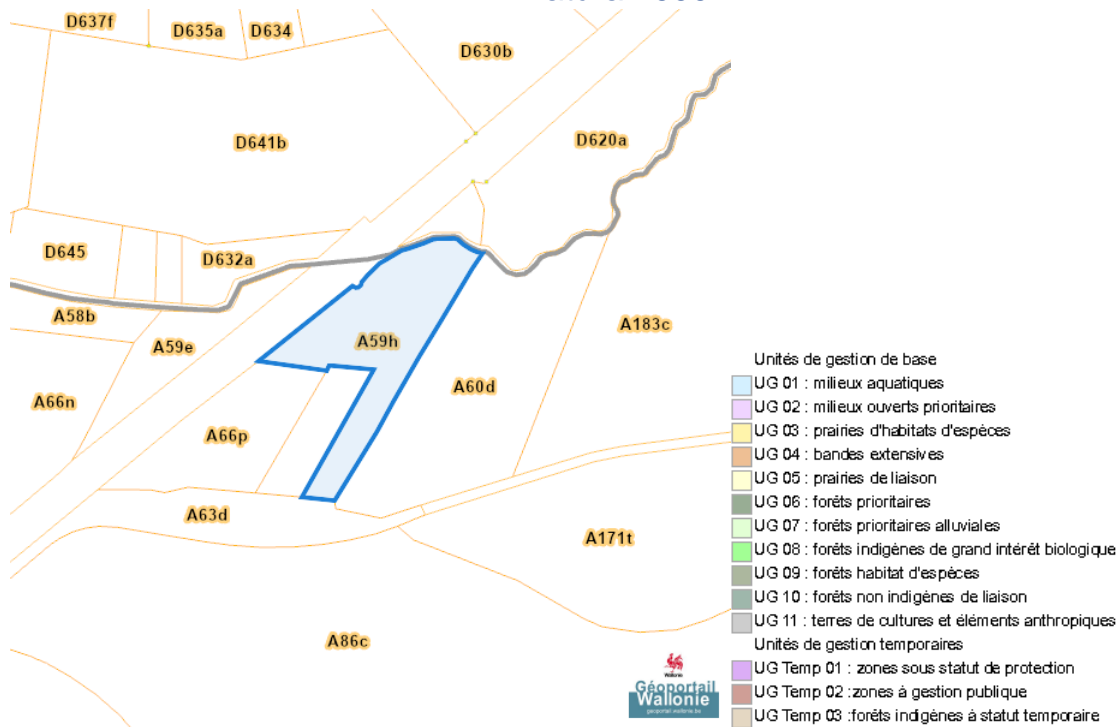 D637f
D635a
D634
D630b
D641b
D620a
D645
D632a
A58b
A59e
A59h
A183c
A60d
A66n
A66p
A63d
A171t
A86c
Unités de gestion de base
UG 01 : milieux aquatiques
UG 02 : milieux ouverts prioritaires
UG 03 : prairies d'habitats d'espèces
UG 04 : bandes extensives
UG 05 : prairies de liaison
UG 06 : forêts prioritaires
UG 07 : forêts prioritaires alluviales
UG 08 : forêts indigènes de grand intérêt biologique
UG 09 : forêts habitat d'espèces
UG 10 : forêts non indigènes de liaison
UG 11 : terres de cultures et éléments anthropiques
Unités de gestion temporaires
UG Temp 01 : zones sous statut de protection
UG Temp 02 :zones à gestion publique
UG Temp 03 :forêts indigènes à statut temporaire
Wallonie
Géoportail
Wallonie
geoportail.wallonie.be